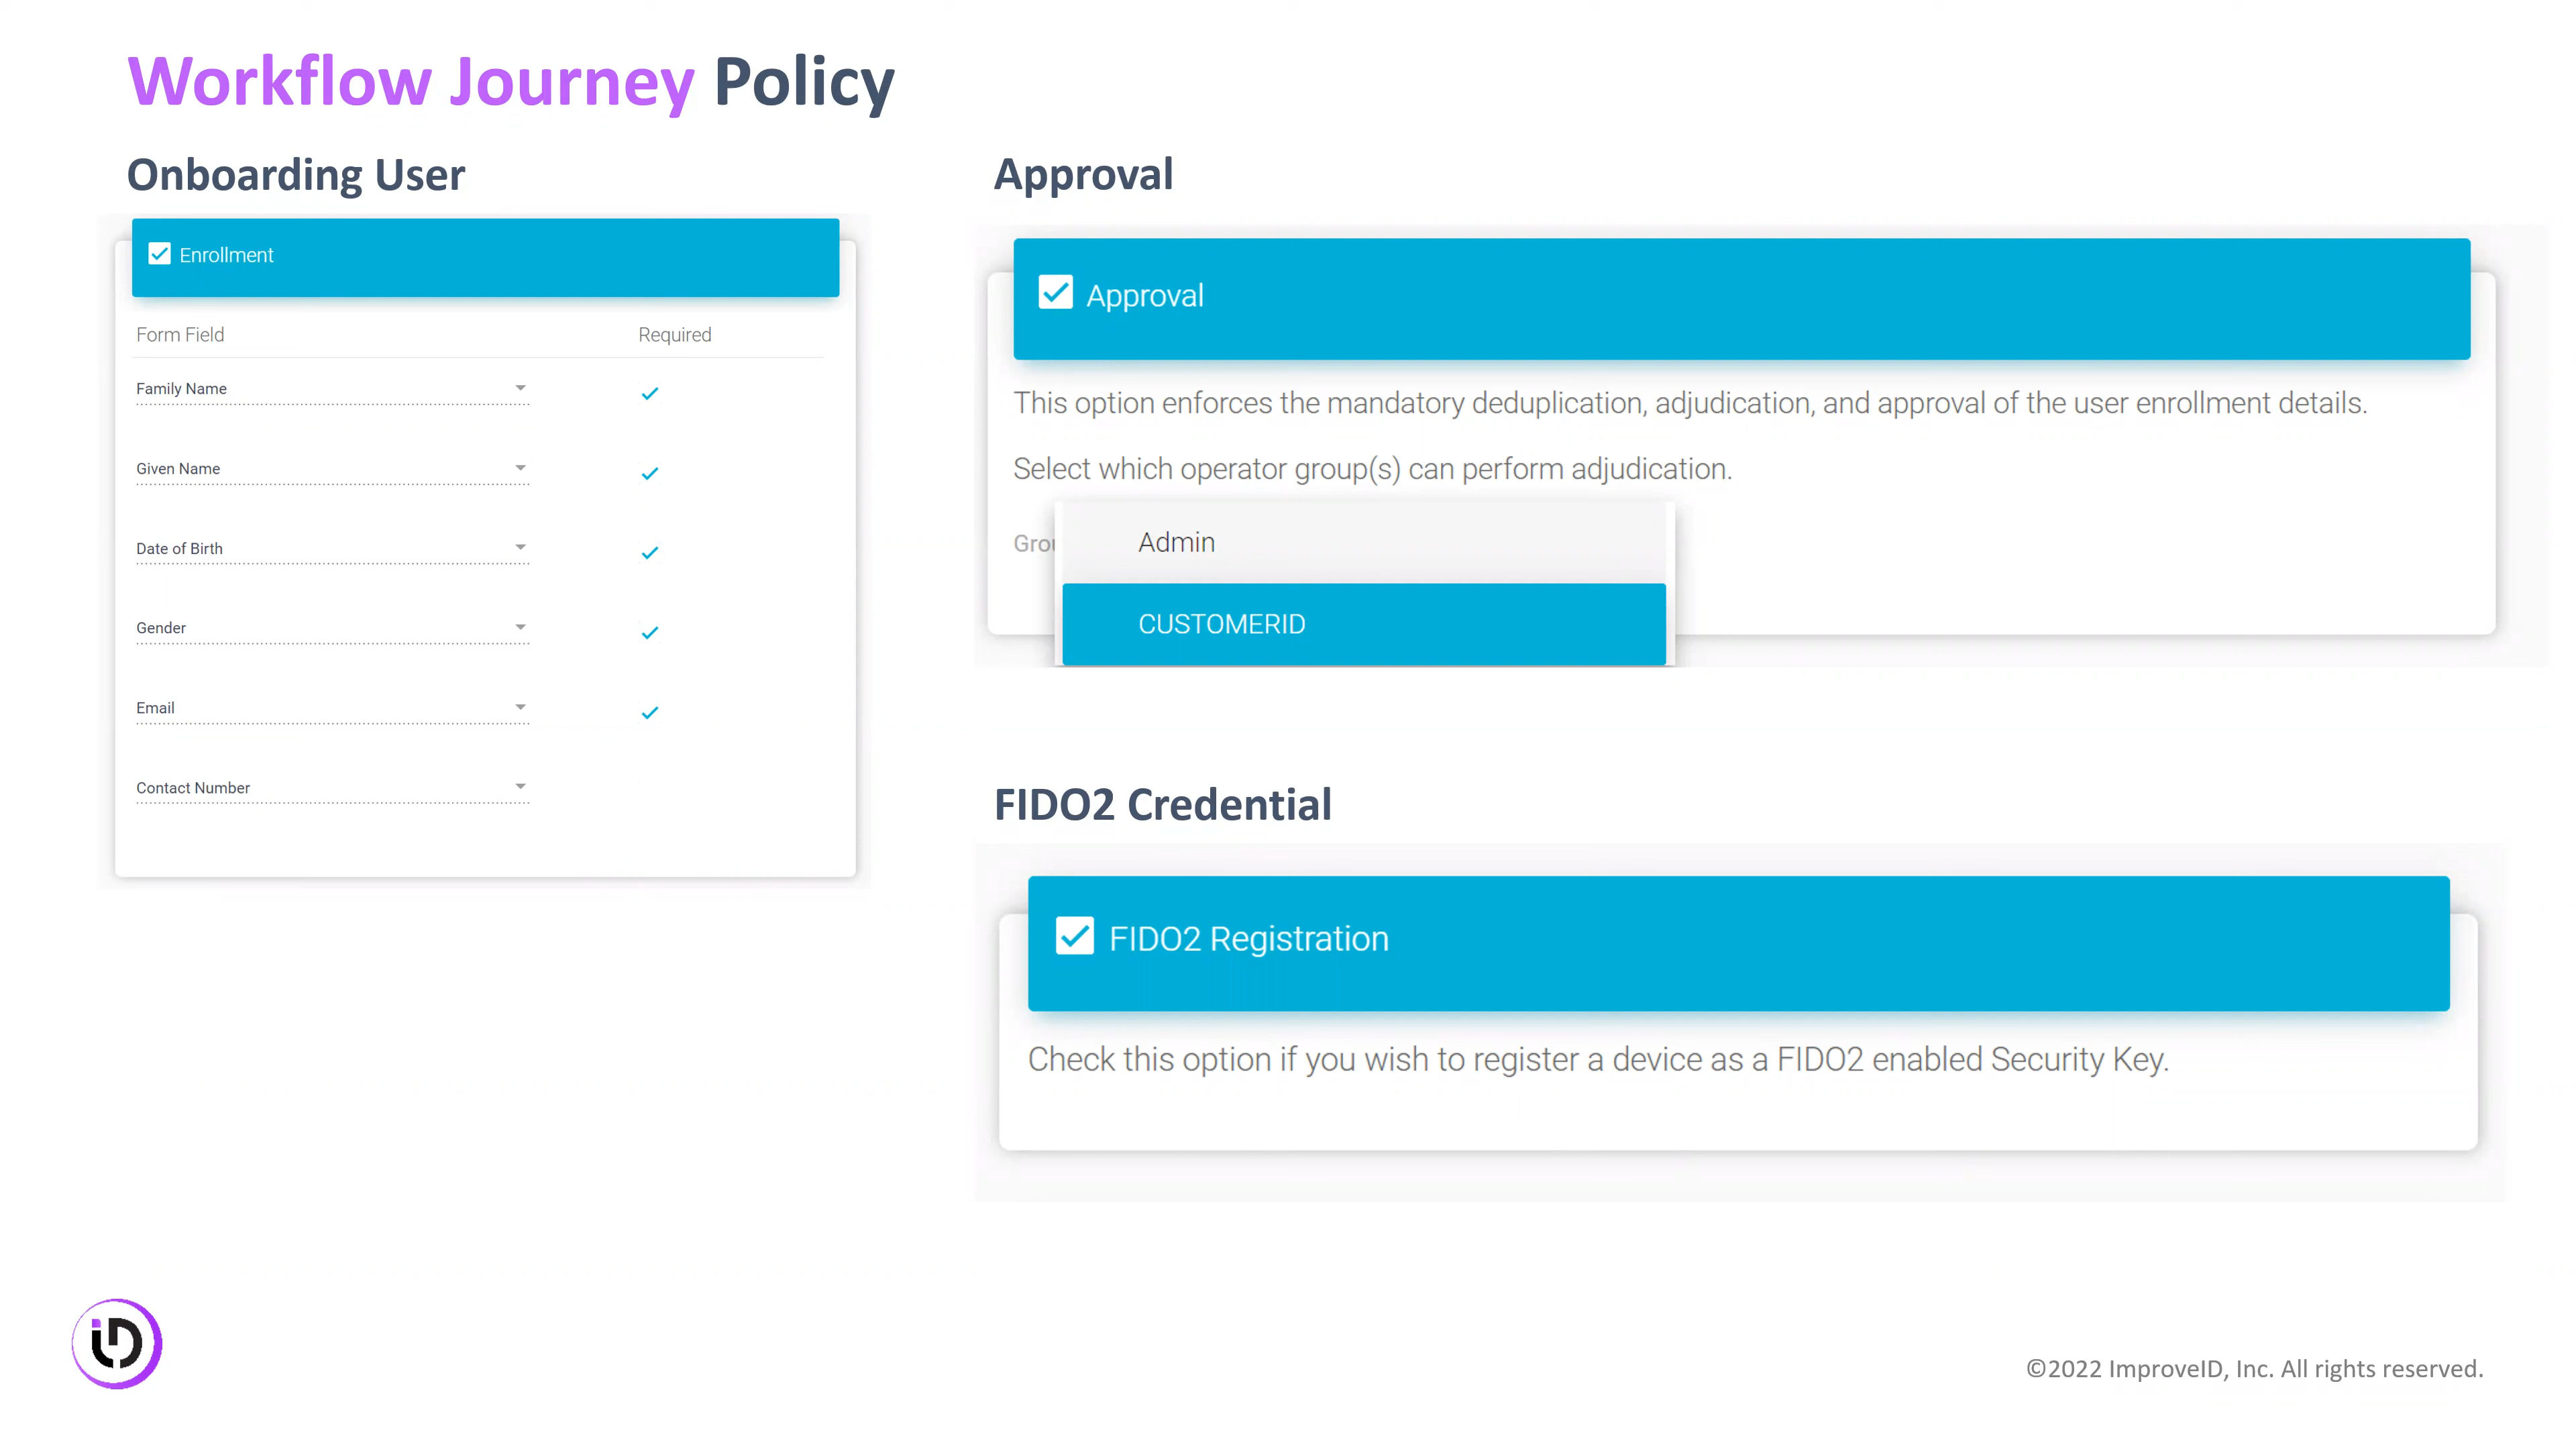 Workflow Journey Policy
Onboarding User
Enrollment
Form Field Required
Family Name
Given Name
Date of Birth
Gender
Email
Contact Number
Approval
Approval
This option enforces the mandatory deduplication, adjudication, and approval of the user enrollment details.
Select which operator group(s) can perform adjudication.
Admin
CUSTOMERID
FIDO2 Credential
FIDO2 Registration
Check this option if you wish to register a device as a FIDO2 enabled Security Key.
iD
©2022 ImproveID, Inc. All rights reserved.